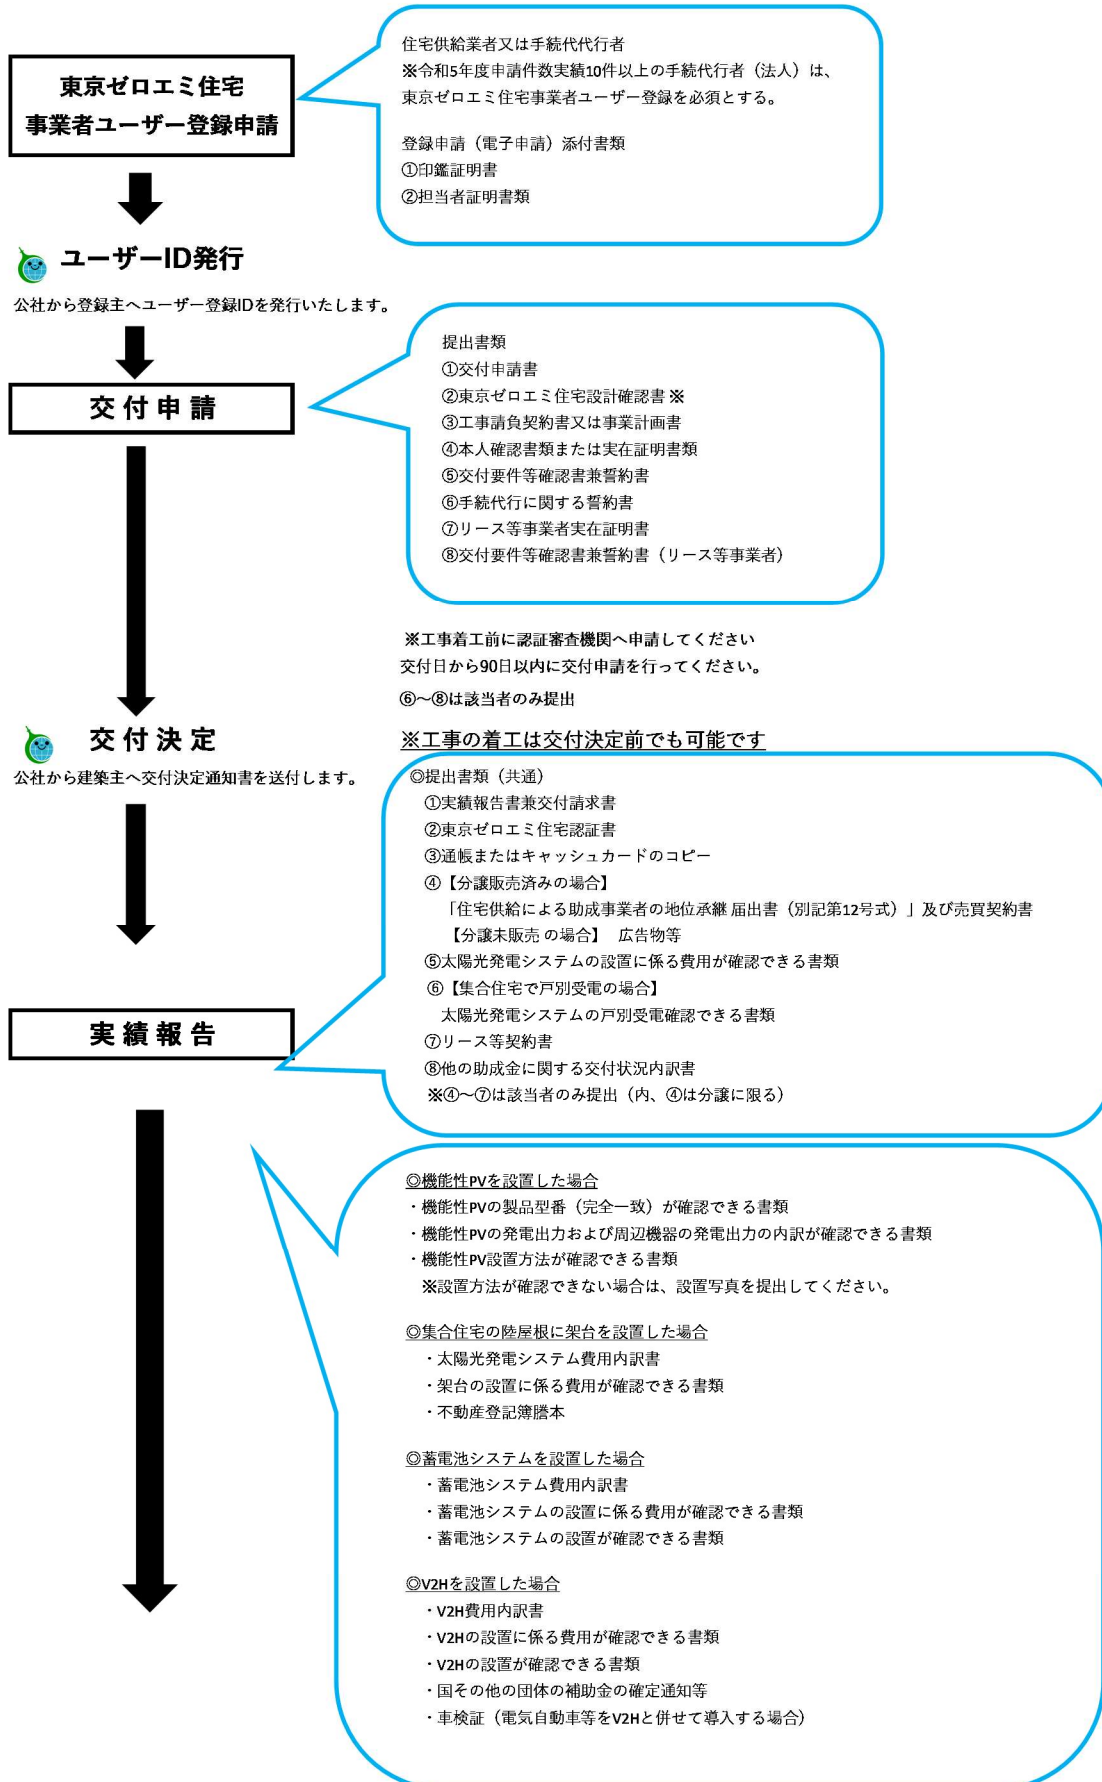 東京ゼロエミ住宅
事業者ユーザー登録申請
住宅供給業者又は手続代代行者
※令和5年度申請件数実績10件以上の手続代行者（法人）は、
東京ゼロエミ住宅事業者ユーザー登録を必須とする。
登録申請（電子申請）添付書類
①印鑑証明書
②担当者証明書類
ユーザーID発行
公社から登録主へユーザー登録IDを発行いたします。
交付申請
提出書類
①交付申請書
②東京ゼロエミ住宅設計確認書※
③工事請負契約書又は事業計画書
④本人確認書類または実在証明書類
⑤交付要件等確認書兼誓約書
⑥手続代行に関する誓約書
⑦リース等事業者実在証明書
⑧交付要件等確認書兼誓約書（リース等事業者）
※工事着工前に認証審査機関へ申請してください
交付日から90日以内に交付申請を行ってください。
⑥～⑧は該当者のみ提出
交付決定
公社から建築主へ交付決定通知書を送付します。
※工事の着工は交付決定前でも可能です
◎提出書類（共通）
①実績報告書兼交付請求書
②東京ゼロエミ住宅認証書
③通帳またはキャッシュカードのコピー
④【分譲販売済みの場合】
「住宅供給による助成事業者の地位承継 届出書（別記第12号式）」及び売買契約書
【分譲未販売 の場合】 広告物等
⑤太陽光発電システムの設置に係る費用が確認できる書類
⑥【集合住宅で戸別受電の場合】
太陽光発電システムの戸別受電確認できる書類
⑦リース等契約書
⑧他の助成金に関する交付状況内訳書
※④～⑦は該当者のみ提出（内、④は分譲に限る）
実績報告
◎機能性PVを設置した場合
・機能性PVの製品型番（完全一致）が確認できる書類
・機能性PVの発電出力および周辺機器の発電出力の内訳が確認できる書類
・機能性PV設置方法が確認できる書類
※設置方法が確認できない場合は、設置写真を提出してください。
◎集合住宅の陸屋根に架台を設置した場合
・太陽光発電システム費用内訳書
・架台の設置に係る費用が確認できる書類
・不動産登記簿謄本
◎蓄電池システムを設置した場合
・蓄電池システム費用内訳書
・蓄電池システムの設置に係る費用が確認できる書類
・蓄電池システムの設置が確認できる書類
◎V2Hを設置した場合
・V2H費用内訳書
・V2Hの設置に係る費用が確認できる書類
・V2Hの設置が確認できる書類
・国その他の団体の補助金の確定通知等
・車検証（電気自動車等をV2Hと併せて導入する場合）